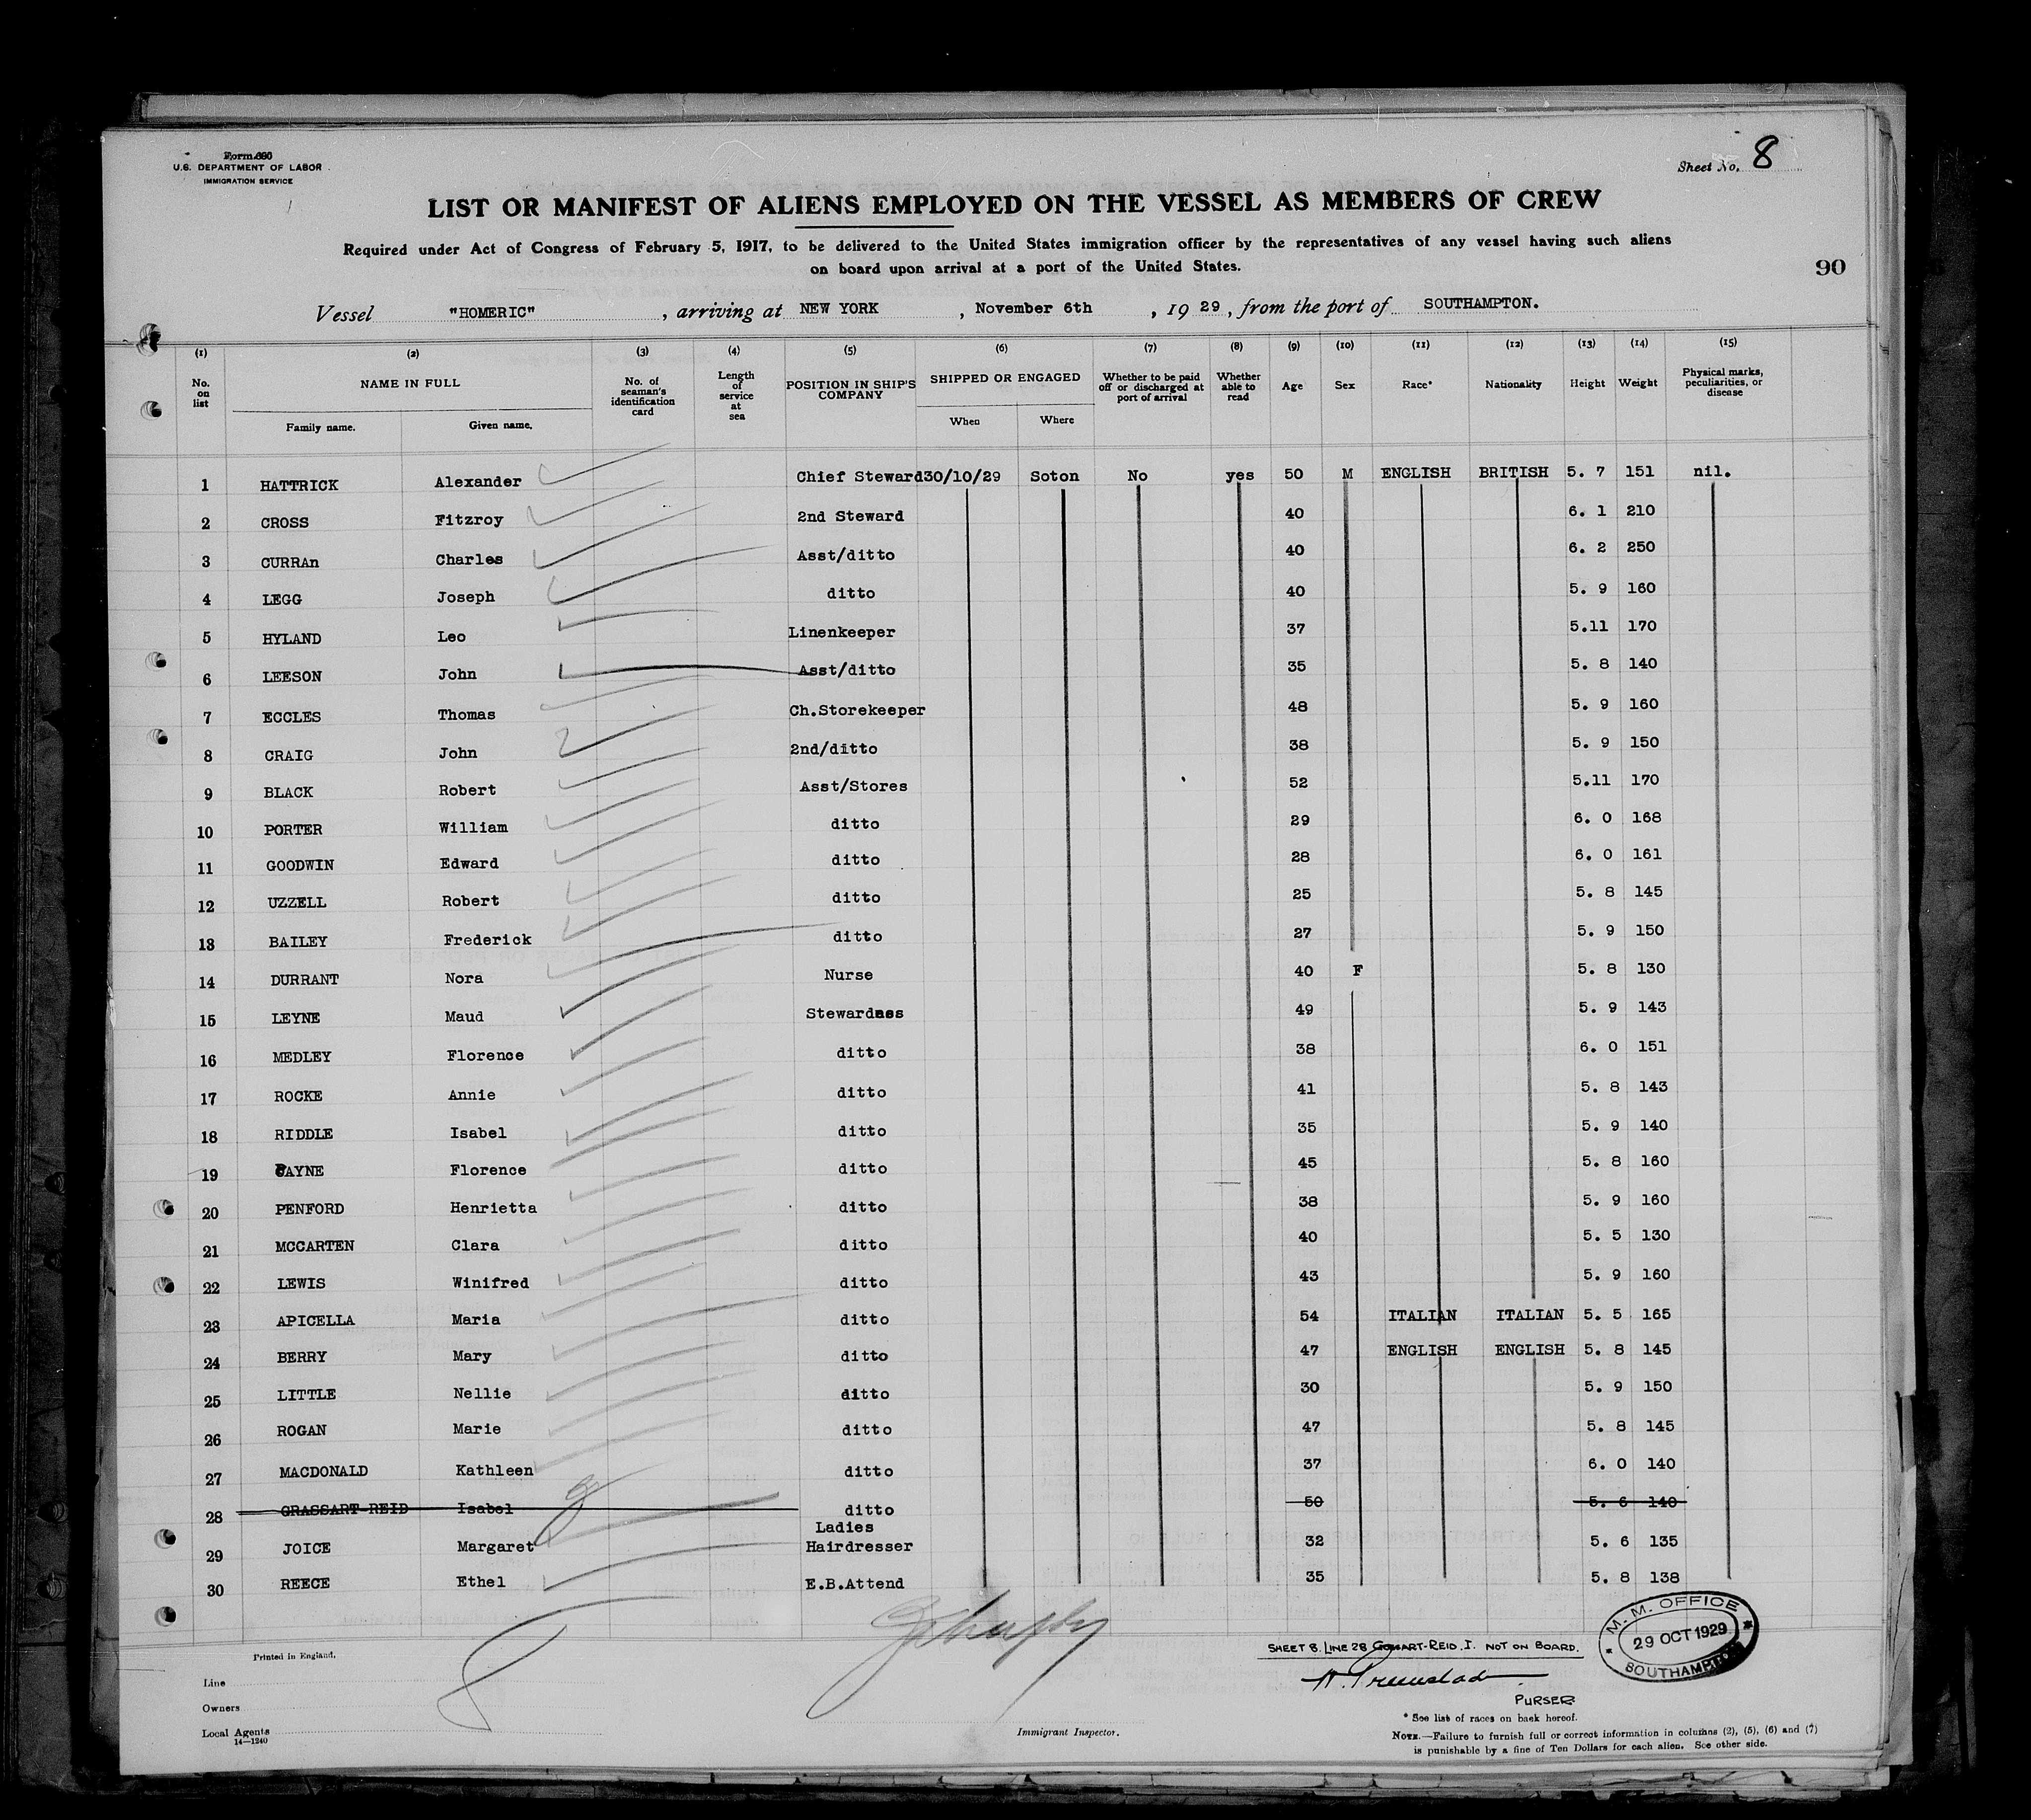 Form 680
U.S. DEPARTMENT OF LABOR
IMMIGRATION SERVICE
Sheet No. 8
LIST OR MANIFEST OF ALIENS EMPLOYED ON THE VESSEL AS MEMBERS OF CREW
Required under Act of Congress of February 5, 1917, to be delivered to the United States immigration officer by the representatives of any vessel having such aliens
on board upon arrival at a port of the United States.
90
Vessel "HOMERIC", arriving at NEW YORK, November 6th, 1929, from the port of SOUTHAMPTON.
(1) (2) (3) (4) (5) (6) (7) (8) (9) (10) (11) (12) (13) (14) (15)
No. on list NAME IN FULL No. of seaman's identification card Length of service at sea POSITION IN SHIP'S COMPANY SHIPPED OR ENGAGED Whether to be paid off or discharged at port of arrival Whether able to read Age Sex Race* Nationality Height Weight Physical marks, peculiarities, or disease
Family name. Given name. When Where
1 HATTRICK Alexander Chief Steward 30/10/29 Soton No yes 50 M ENGLISH BRITISH 5. 7 151 nil.
2 CROSS Fitzroy 2nd Steward 40 6. 1 210
3 CURRAn Charles Asst/ditto 40 6. 2 250
4 LEGG Joseph ditto 40 5. 9 160
5 HYLAND Leo Linenkeeper 37 5.11 170
6 LEESON John Asst/ditto 35 5. 8 140
7 ECCLES Thomas Ch.Storekeeper 48 5. 9 160
8 CRAIG John 2nd/ditto 38 5. 9 150
9 BLACK Robert Asst/Stores 52 5.11 170
10 PORTER William ditto 29 6. 0 168
11 GOODWIN Edward ditto 28 6. 0 161
12 UZZELL Robert ditto 25 5. 8 145
13 BAILEY Frederick ditto 27 5. 9 150
14 DURRANT Nora Nurse 40 F 5. 8 130
15 LEYNE Maud Stewardess 49 5. 9 143
16 MEDLEY Florence ditto 38 6. 0 151
17 ROCKE Annie ditto 41 5. 8 143
18 RIDDLE Isabel ditto 35 5. 9 140
19 PAYNE Florence ditto 45 5. 8 160
20 PENFORD Henrietta ditto 38 5. 9 160
21 MCCARTEN Clara ditto 40 5. 5 130
22 LEWIS Winifred ditto 43 5. 9 160
23 APICELLA Maria ditto 54 ITALIAN ITALIAN 5. 5 165
24 BERRY Mary ditto 47 ENGLISH ENGLISH 5. 8 145
25 LITTLE Nellie ditto 30 5. 9 150
26 ROGAN Marie ditto 47 5. 8 145
27 MACDONALD Kathleen ditto 37 6. 0 140
28 GRASSART-REID Isabel ditto 50 5. 6 140
29 JOICE Margaret Ladies Hairdresser 32 5. 6 135
30 REECE Ethel E.B.Attend 35 5. 8 138
M. M. OFFICE
29 OCT 1929
SOUTHAMPTON
SHEET 8. LINE 28 REID. I. NOT ON BOARD.
PURSER
Printed in England.
Line
Owners
Local Agents
14—1240
Immigrant Inspector.
* See list of races on back hereof.
NOTE.—Failure to furnish full or correct information in columns (2), (5), (6) and (7)
is punishable by a fine of Ten Dollars for each alien. See other side.